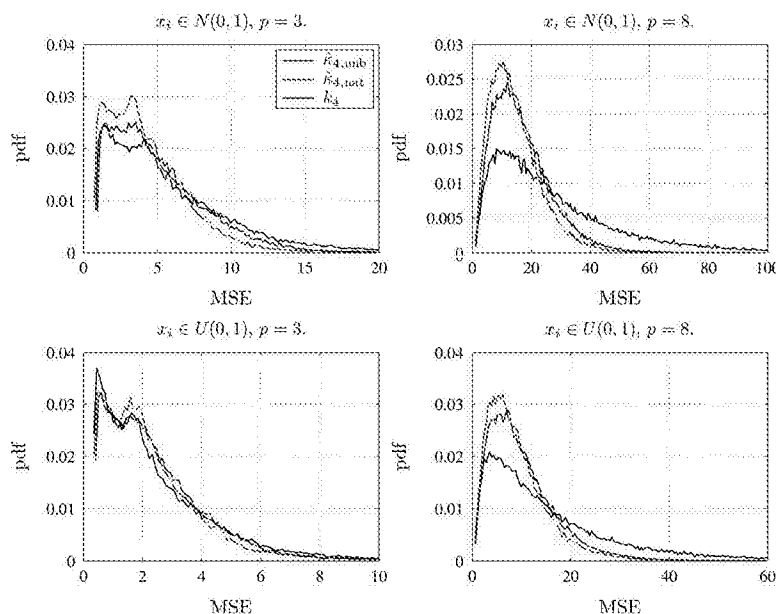 x_i ∈ N(0, 1), p = 3.
x_i ∈ N(0, 1), p = 8.
0.04
0.03
0.02
0.01
0
pdf
k̂_4,unb
k̂_4,nat
k̂_4
0 5 10 15 20
MSE
0.03
0.025
0.02
0.015
0.01
0.005
0
pdf
0 20 40 60 80 100
MSE
x_i ∈ U(0, 1), p = 3.
x_i ∈ U(0, 1), p = 8.
0.04
0.03
0.02
0.01
0
pdf
0 2 4 6 8 10
MSE
0.04
0.03
0.02
0.01
0
pdf
0 20 40 60
MSE